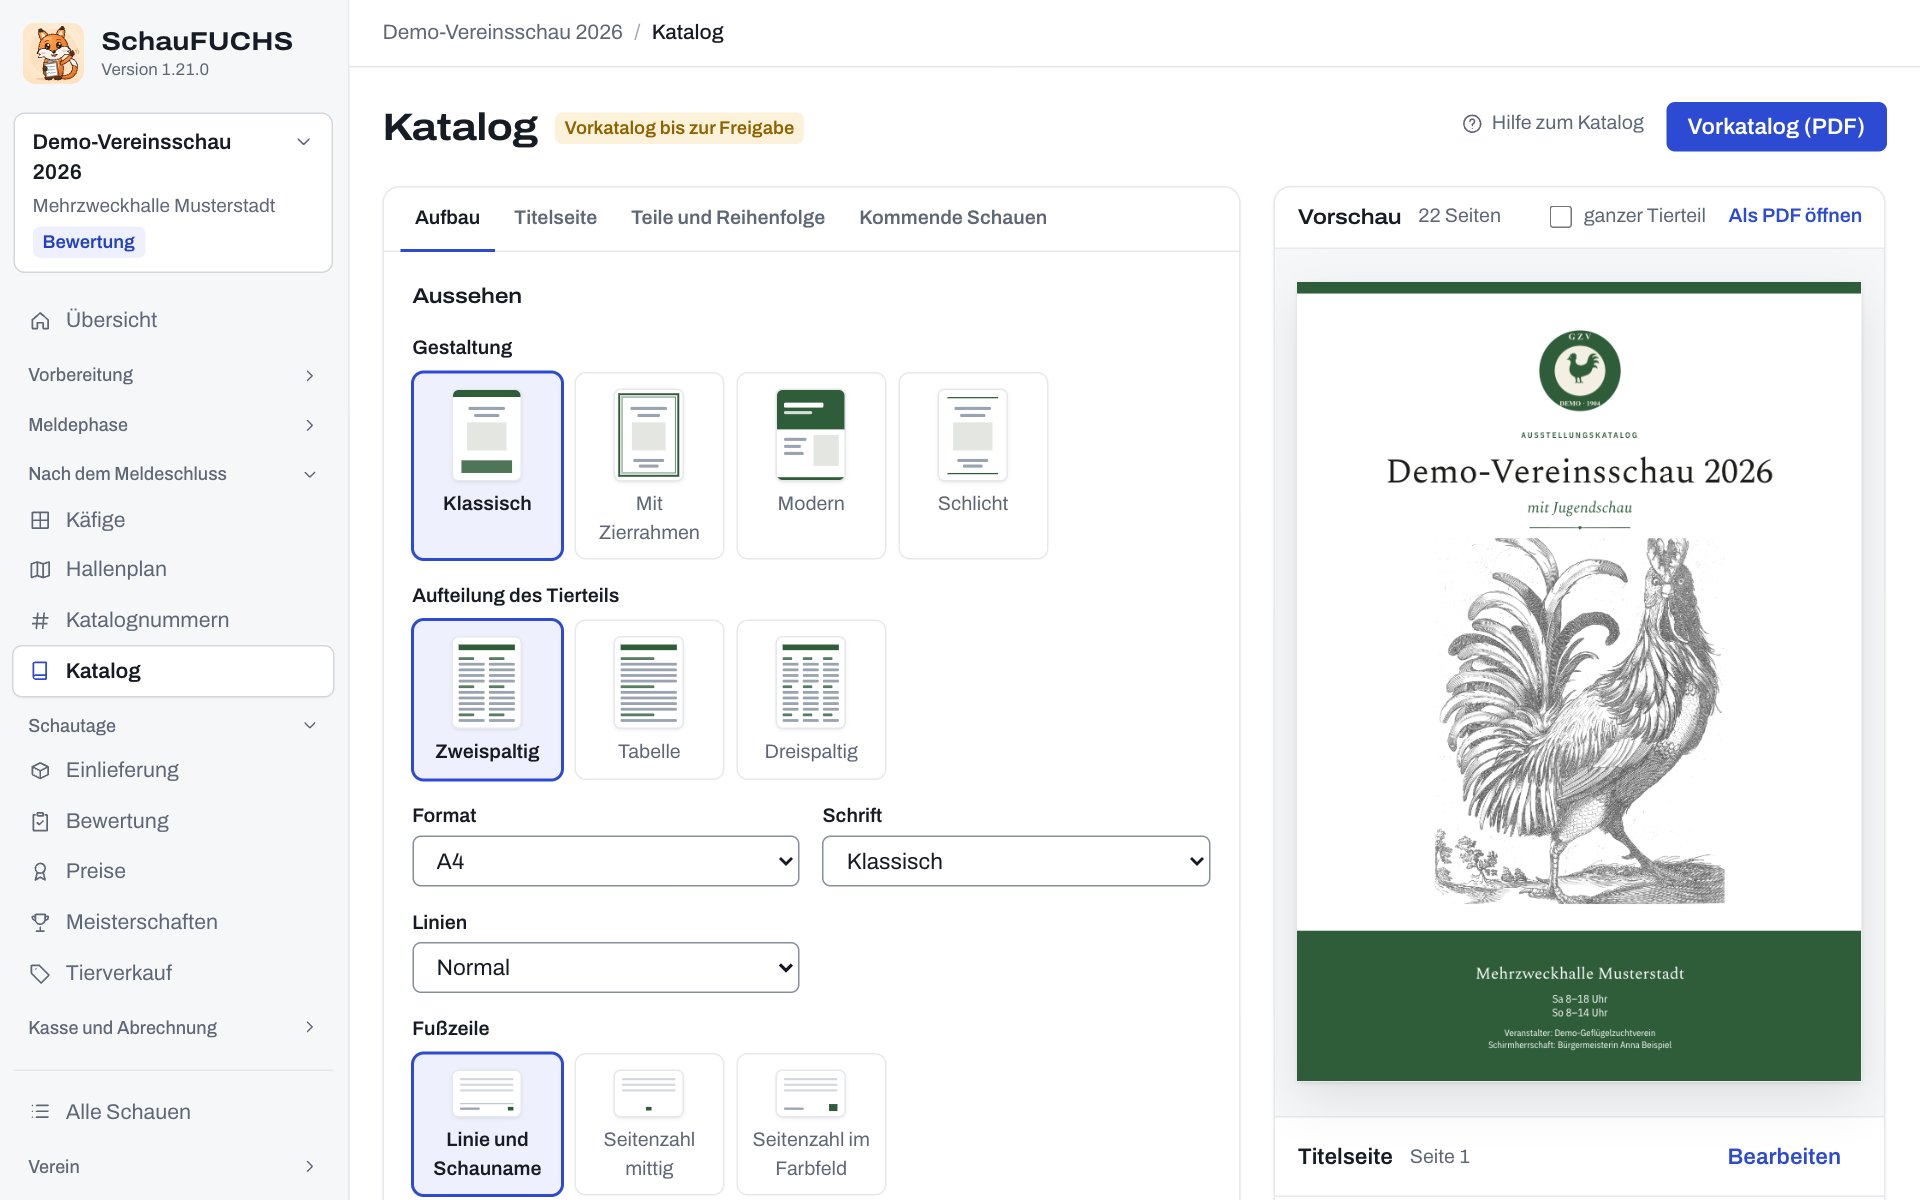 SchauFUCHS
Version 1.21.0
Demo-Vereinsschau
2026
Mehrzweckhalle Musterstadt
Bewertung
Übersicht
Vorbereitung
Meldephase
Nach dem Meldeschluss
Käfige
Hallenplan
Katalognummern
Katalog
Schautage
Einlieferung
Bewertung
Preise
Meisterschaften
Tierverkauf
Kasse und Abrechnung
Alle Schauen
Verein
Demo-Vereinsschau 2026 / Katalog
Katalog Vorkatalog bis zur Freigabe
Hilfe zum Katalog Vorkatalog (PDF)
Aufbau Titelseite Teile und Reihenfolge Kommende Schauen
Aussehen
Gestaltung
Klassisch
Mit
Zierrahmen
Modern
Schlicht
Aufteilung des Tierteils
Zweispaltig Tabelle Dreispaltig
Format Schrift
A4 Klassisch
Linien
Normal
Fußzeile
Linie und
Schauname
Seitenzahl
mittig
Seitenzahl im
Farbfeld
Vorschau 22 Seiten ganzer Tierteil Als PDF öffnen
GZV
DEMO · 1904
AUSSTELLUNGSKATALOG
Demo-Vereinsschau 2026
mit Jugendschau
Mehrzweckhalle Musterstadt
Sa 8–18 Uhr
So 8–14 Uhr
Veranstalter: Demo-Geflügelzuchtverein
Schirmherrschaft: Bürgermeisterin Anna Beispiel
Titelseite Seite 1 Bearbeiten